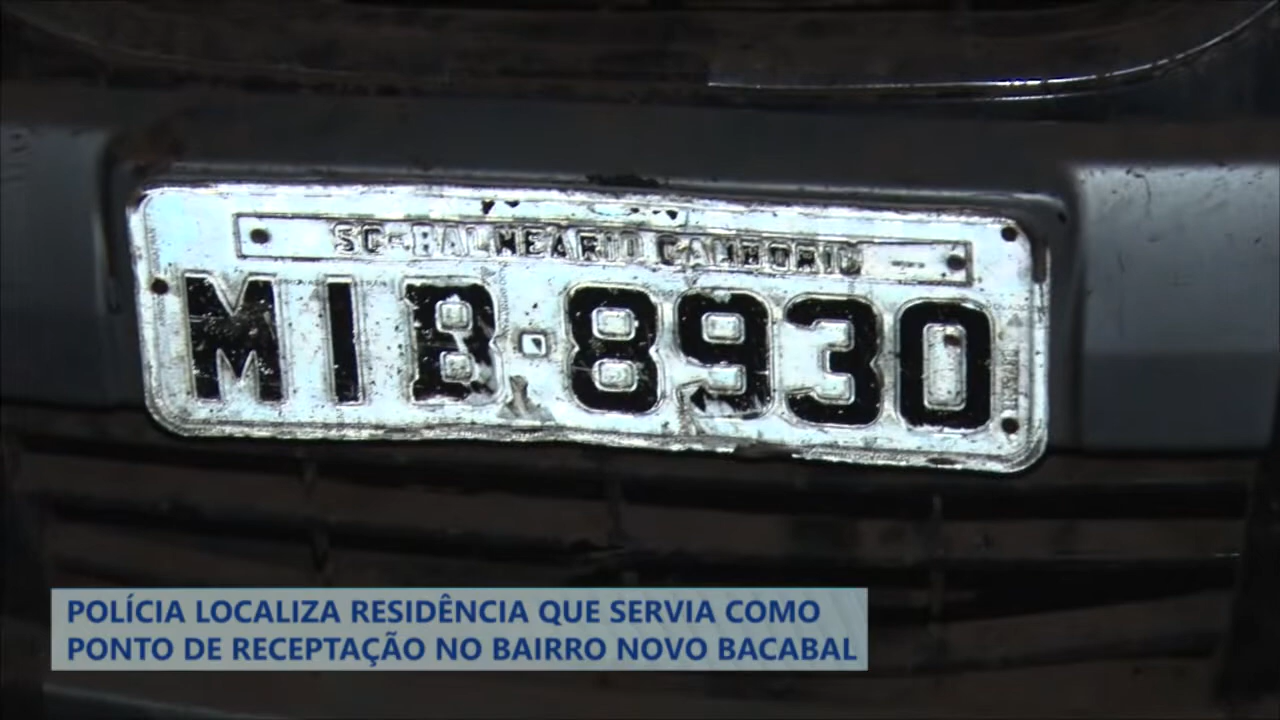 SC-BALNEARIO CAMBORIU
MIB·8930
POLÍCIA LOCALIZA RESIDÊNCIA QUE SERVIA COMO
PONTO DE RECEPTAÇÃO NO BAIRRO NOVO BACABAL